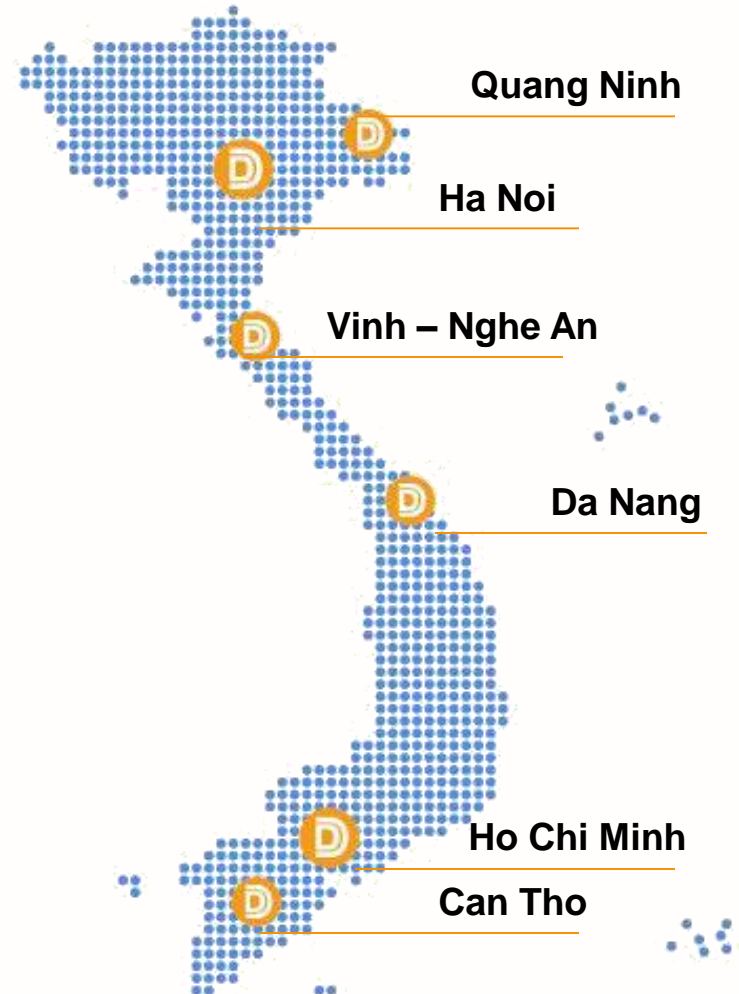 Quang Ninh
D
D
Ha Noi
Vinh – Nghe An
D
D
Da Nang
D
Ho Chi Minh
D
Can Tho